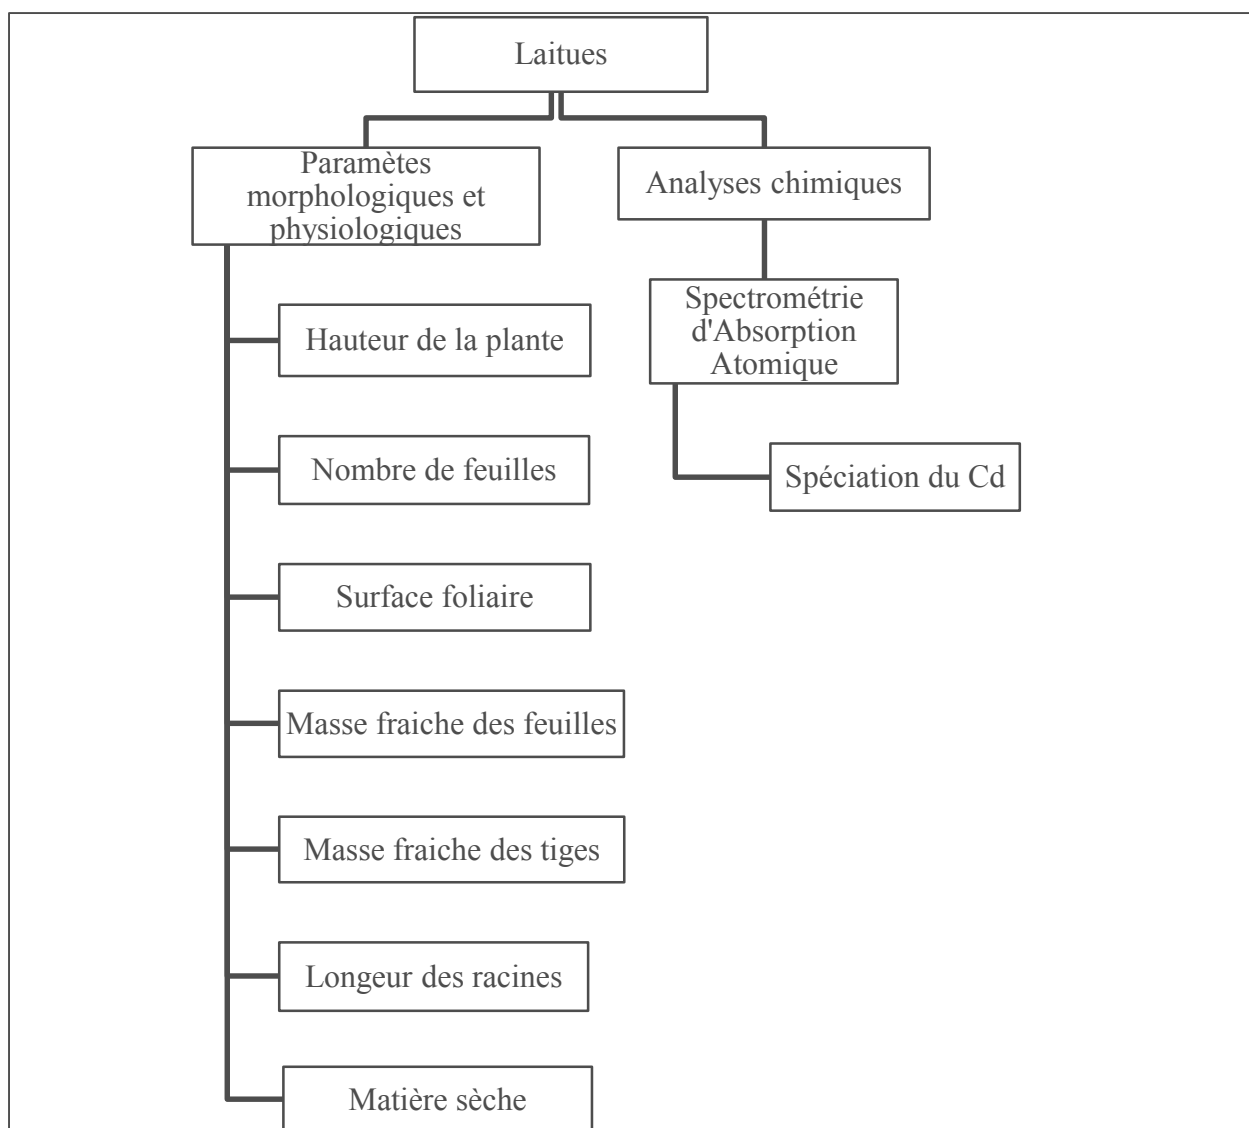 Laitues
Paramètes
morphologiques et
physiologiques
Hauteur de la plante
Nombre de feuilles
Surface foliaire
Masse fraiche des feuilles
Masse fraiche des tiges
Longeur des racines
Matière sèche
Analyses chimiques
Spectrométrie
d'Absorption
Atomique
Spéciation du Cd